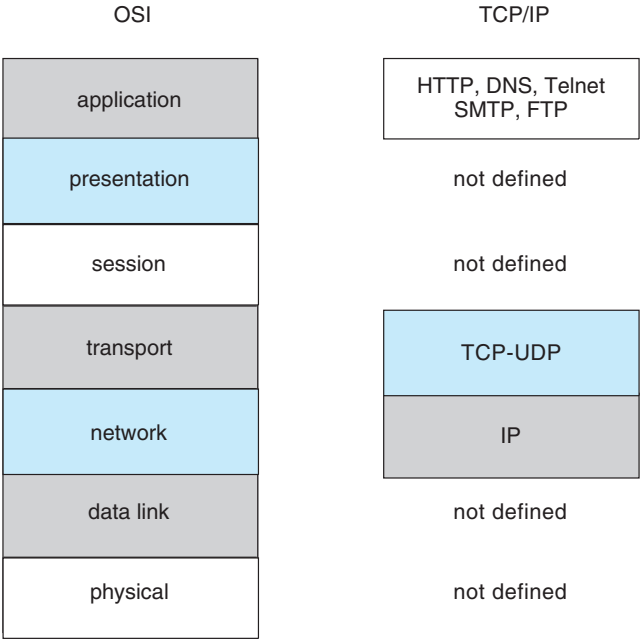 OSI
TCP/IP
application
HTTP, DNS, Telnet
SMTP, FTP
presentation
not defined
session
not defined
transport
TCP-UDP
network
IP
data link
not defined
physical
not defined